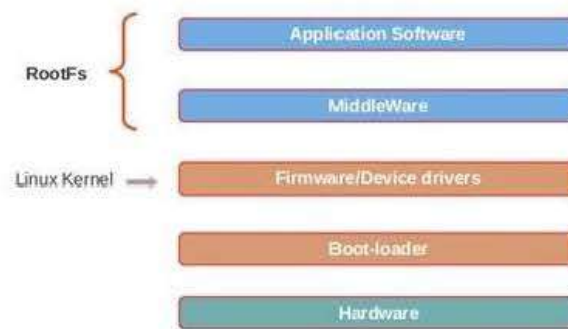 Application Software
RootFs
MiddleWare
Linux Kernel
Firmware/Device drivers
Boot-loader
Hardware